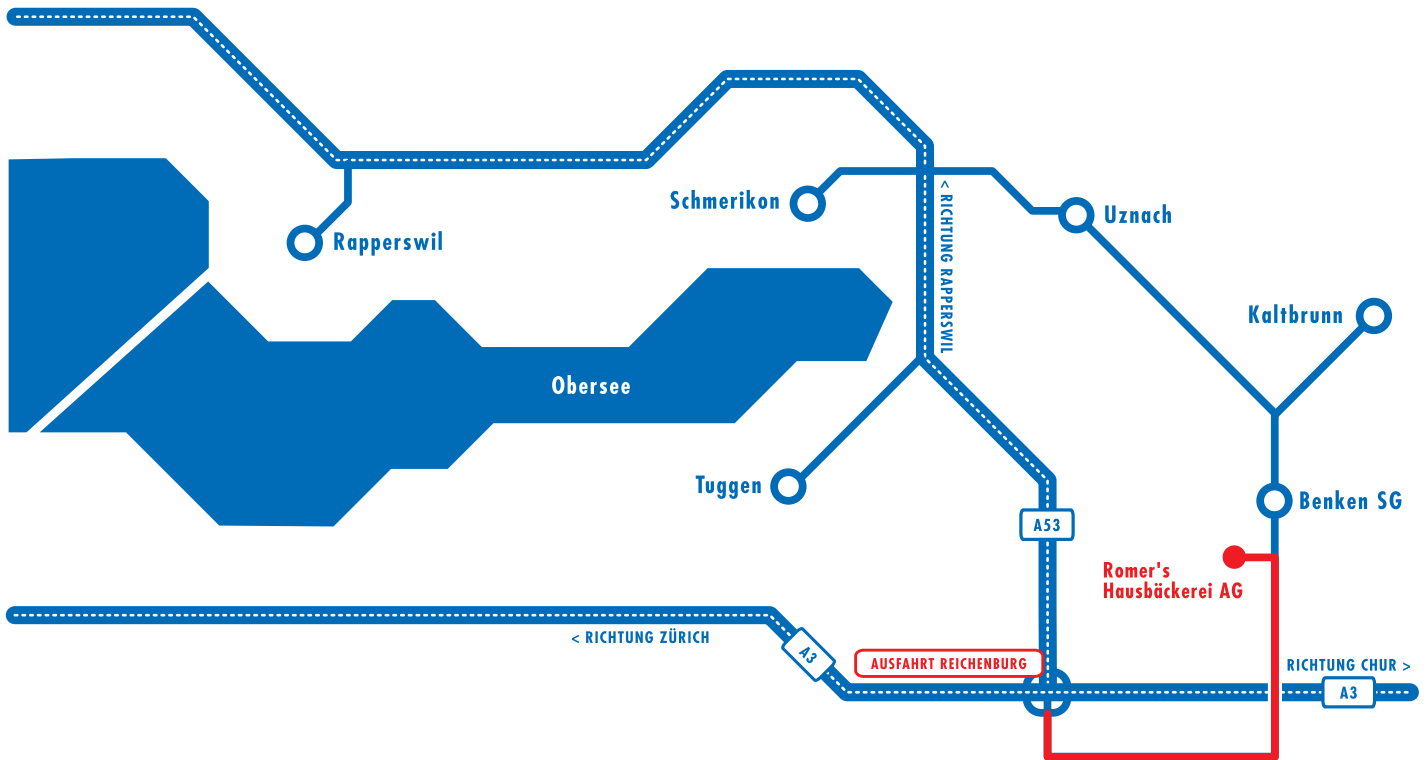 Schmerikon
Uznach
< RICHTUNG RAPPERSWIL
Rapperswil
Kaltbrunn
Obersee
Tuggen
Benken SG
A53
Romer's
Hausbäckerei AG
< RICHTUNG ZÜRICH
A3
AUSFAHRT REICHENBURG
RICHTUNG CHUR >
A3